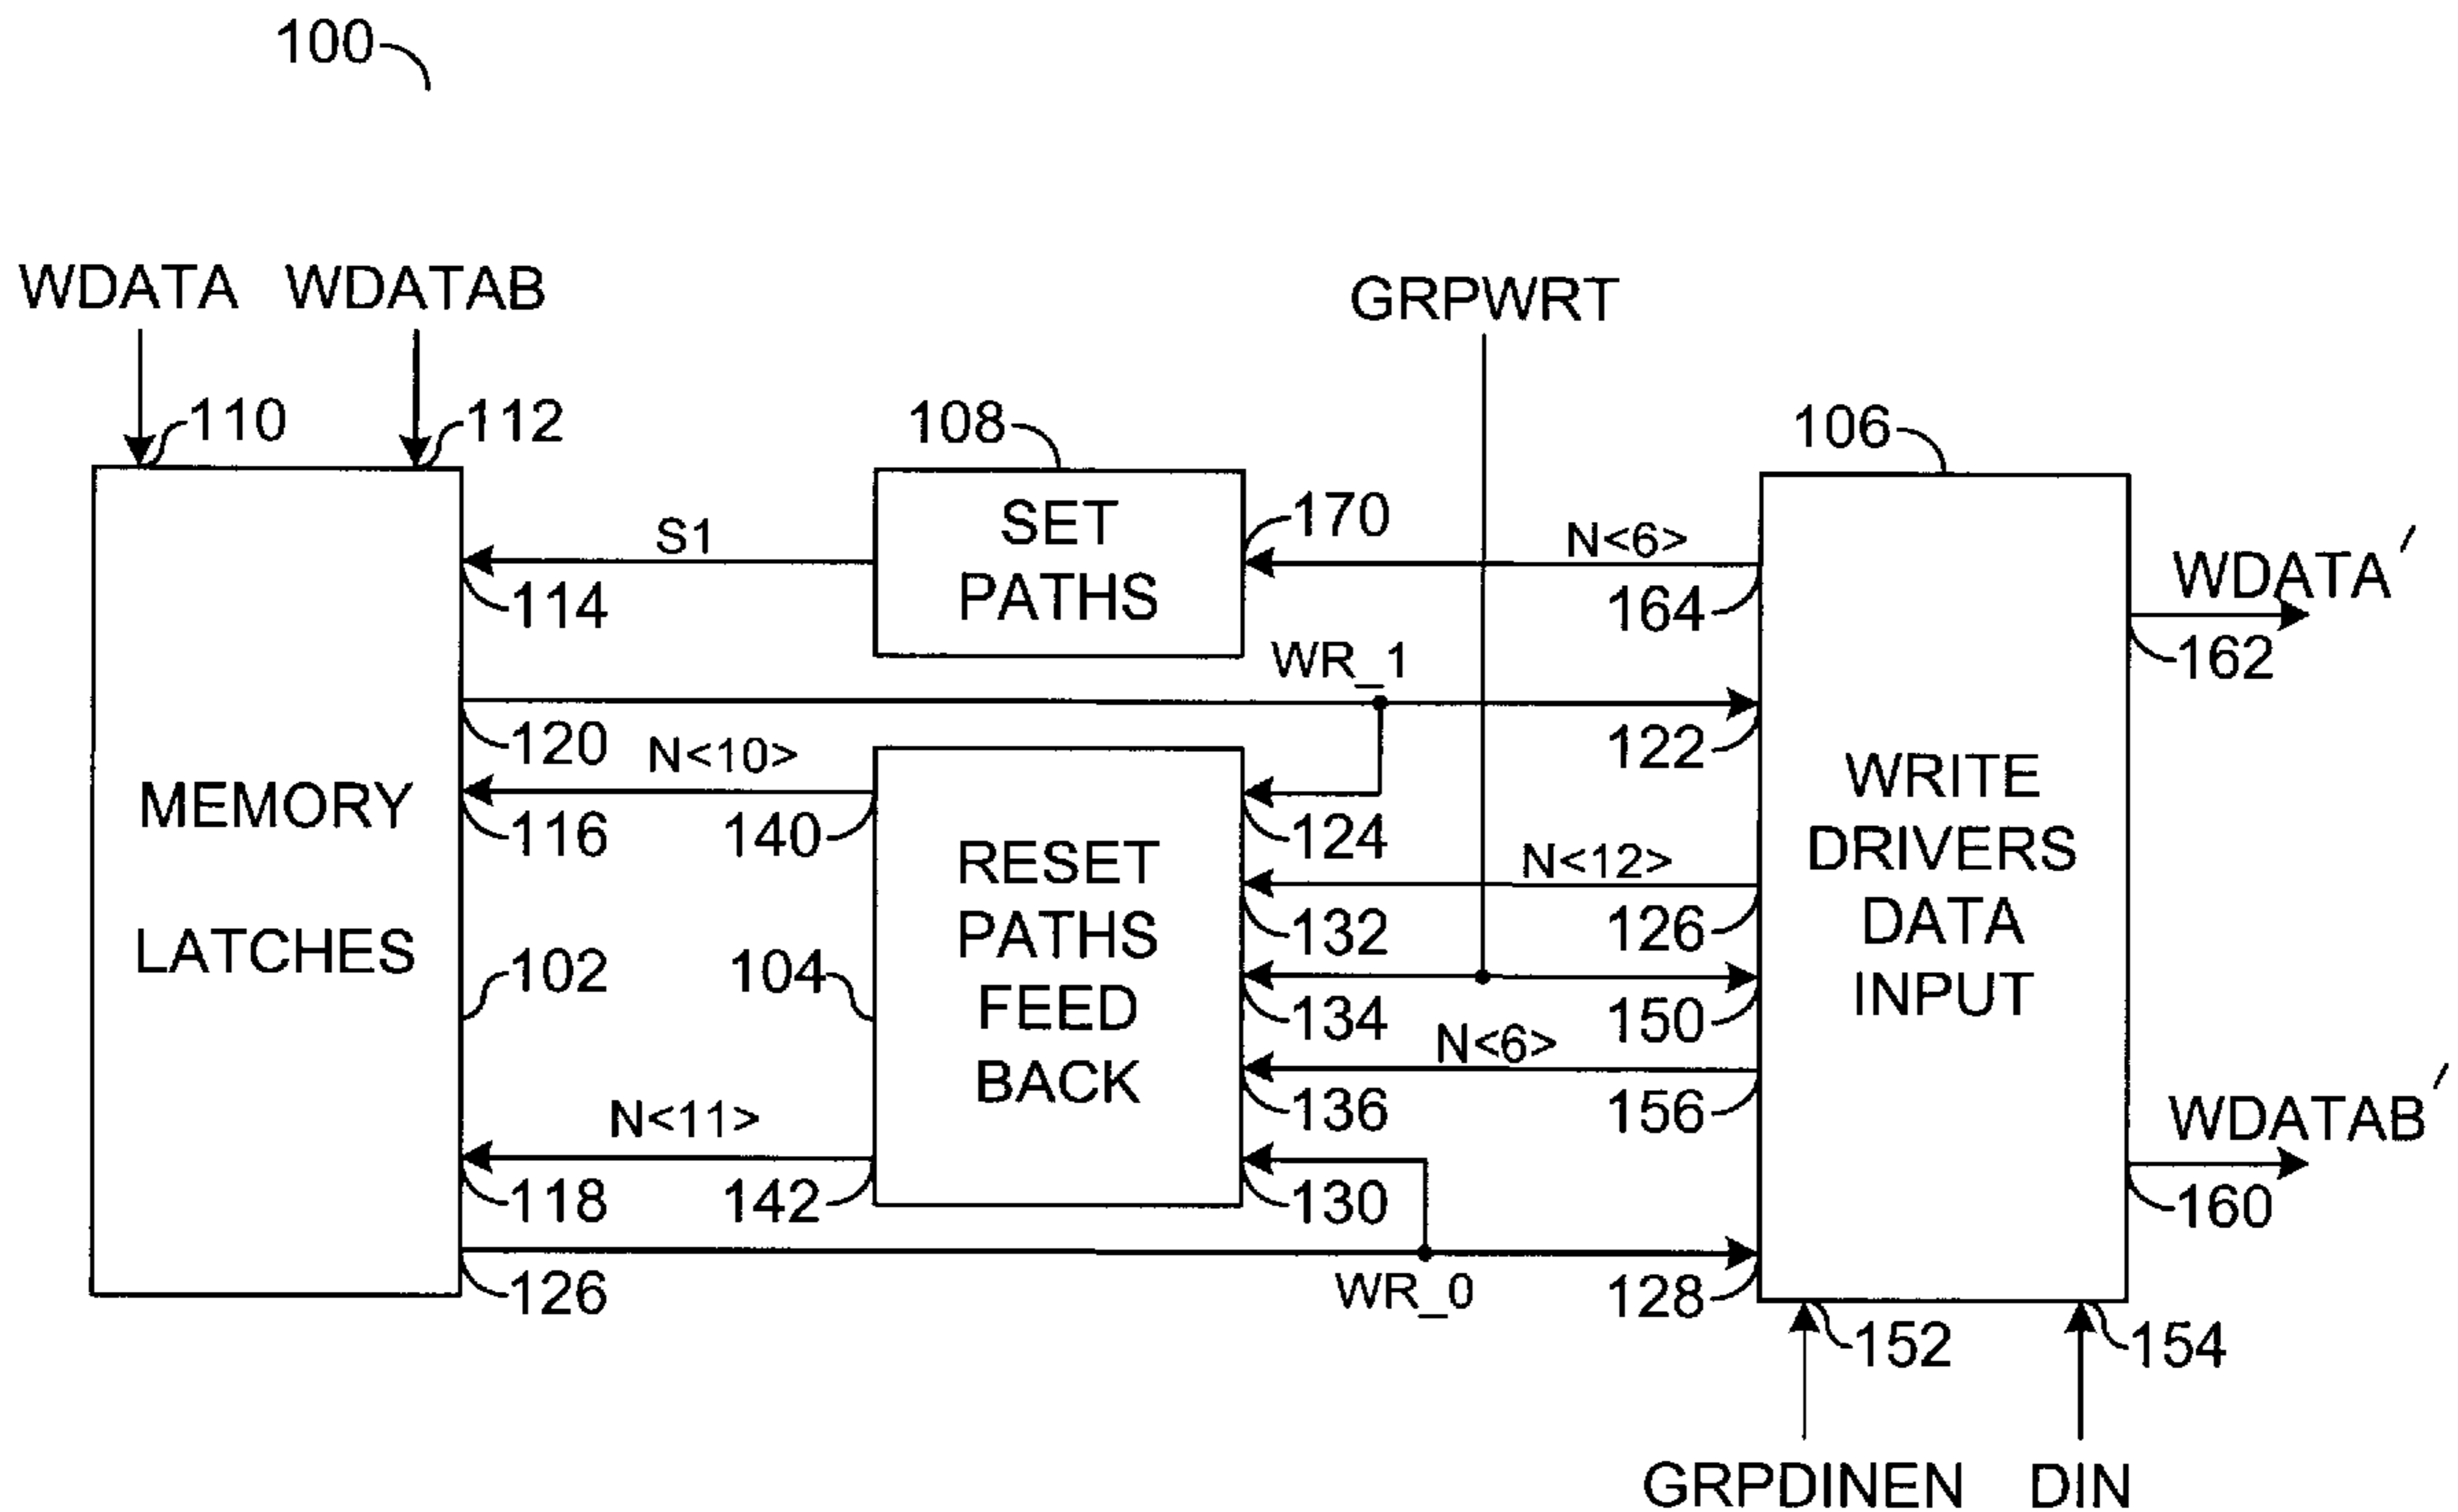 100
WDATA WDATAB
GRPWRT
110
112
108
106
SET
PATHS
S1
170
N<6>
WDATA'
114
164
162
WR_1
120
122
N<10>
116
140
124
MEMORY
LATCHES
RESET
PATHS
FEED
BACK
WRITE
DRIVERS
DATA
INPUT
N<12>
132
126
102
104
134
150
N<6>
136
156
N<11>
WDATAB'
118
142
130
160
126
WR_0
128
152
154
GRPDINEN DIN